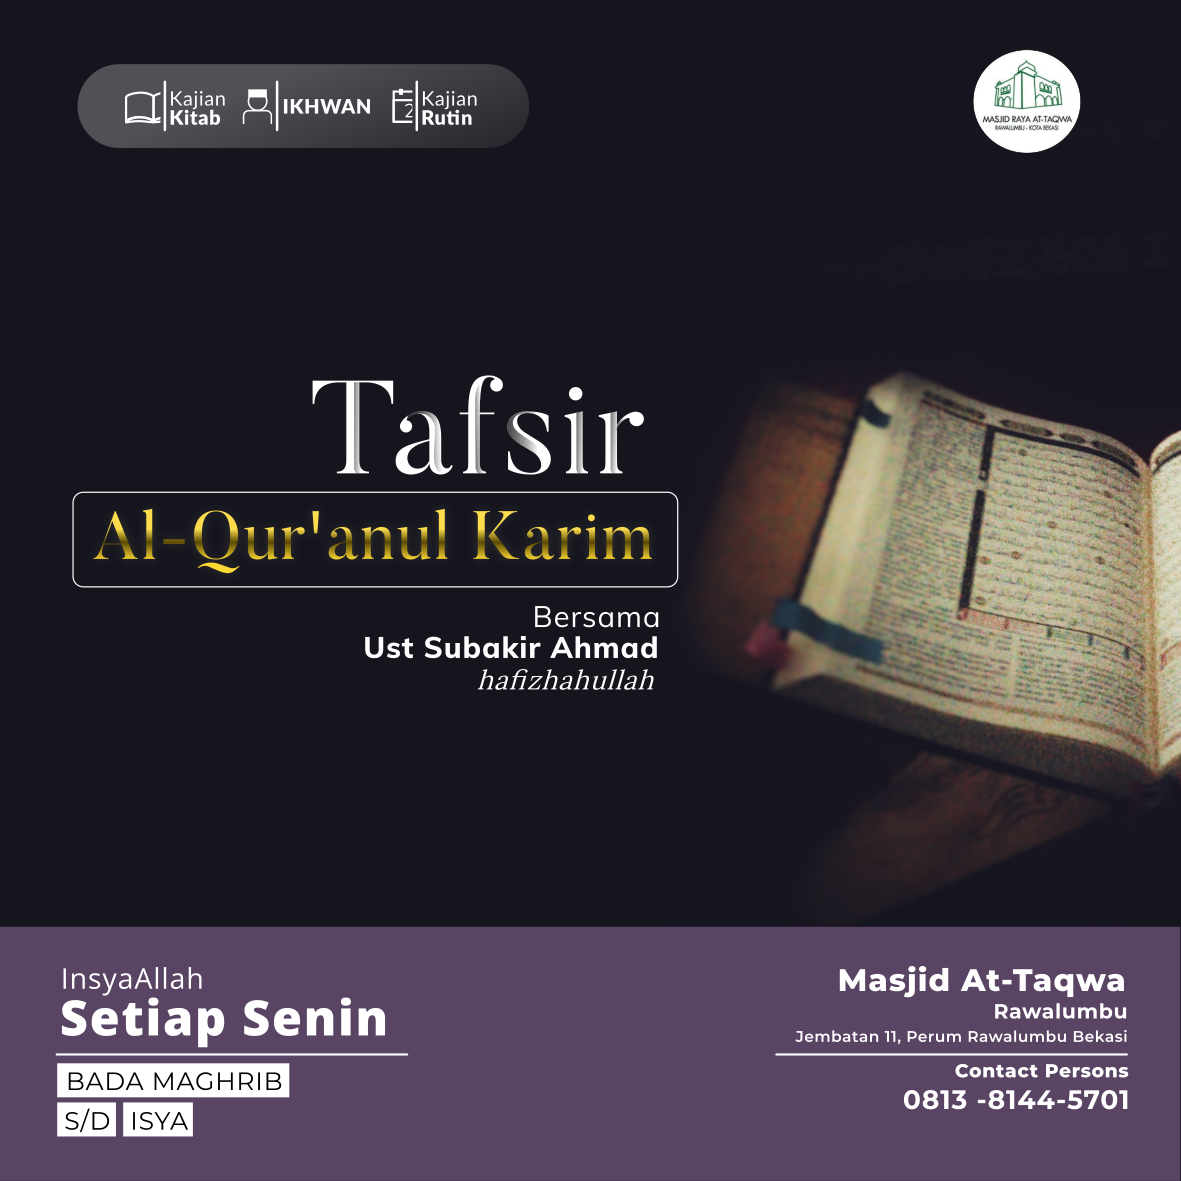 Kajian
Kitab
IKHWAN
2
Kajian
Rutin
MASJID RAYA AT-TAQWA
RAWALUMBU - KOTA BEKASI
Tafsir
Al-Qur'anul Karim
Bersama
Ust Subakir Ahmad
hafizhahullah
InsyaAllah
Setiap Senin
BADA MAGHRIB
S/D ISYA
Masjid At-Taqwa
Rawalumbu
Jembatan 11, Perum Rawalumbu Bekasi
Contact Persons
0813 -8144-5701